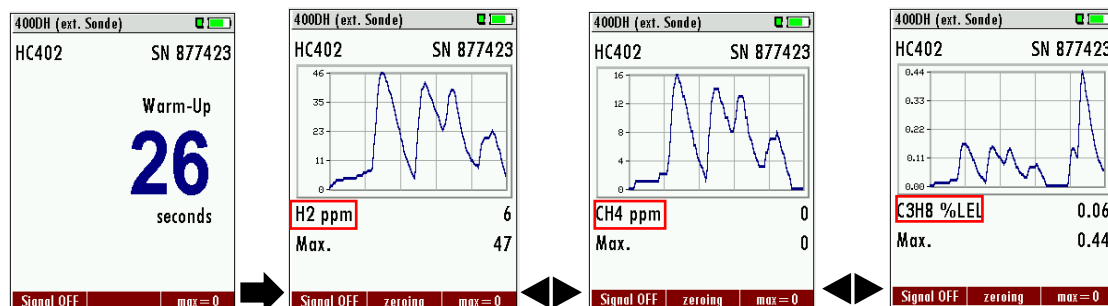 400DH (ext. Sonde)
HC402 SN 877423
Warm-Up
26
seconds
Signal OFF max=0
400DH (ext. Sonde)
HC402 SN 877423
46
35
23
11
0
H2 ppm 6
Max. 47
Signal OFF zeroing max=0
400DH (ext. Sonde)
HC402 SN 877423
16
12
8
4
0
CH4 ppm 0
Max. 0
Signal OFF zeroing max=0
400DH (ext. Sonde)
HC402 SN 877423
0.44
0.33
0.22
0.11
0.00
C3H8 %LEL 0.06
Max. 0.44
Signal OFF zeroing max=0